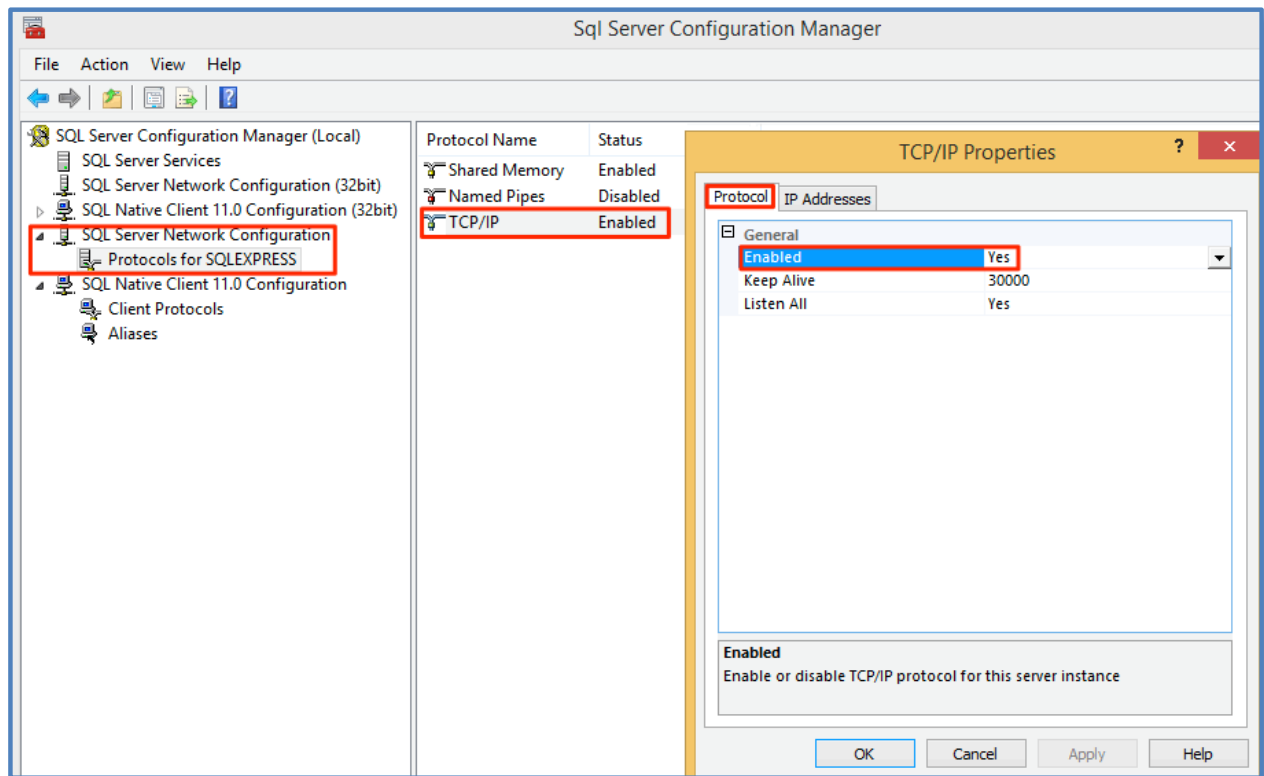 Sql Server Configuration Manager
File Action View Help
SQL Server Configuration Manager (Local)
SQL Server Services
SQL Server Network Configuration (32bit)
SQL Native Client 11.0 Configuration (32bit)
SQL Server Network Configuration
Protocols for SQLEXPRESS
SQL Native Client 11.0 Configuration
Client Protocols
Aliases
Protocol Name Status
Shared Memory Enabled
Named Pipes Disabled
TCP/IP Enabled
TCP/IP Properties
Protocol IP Addresses
General
Enabled Yes
Keep Alive 30000
Listen All Yes
Enabled
Enable or disable TCP/IP protocol for this server instance
OK Cancel Apply Help